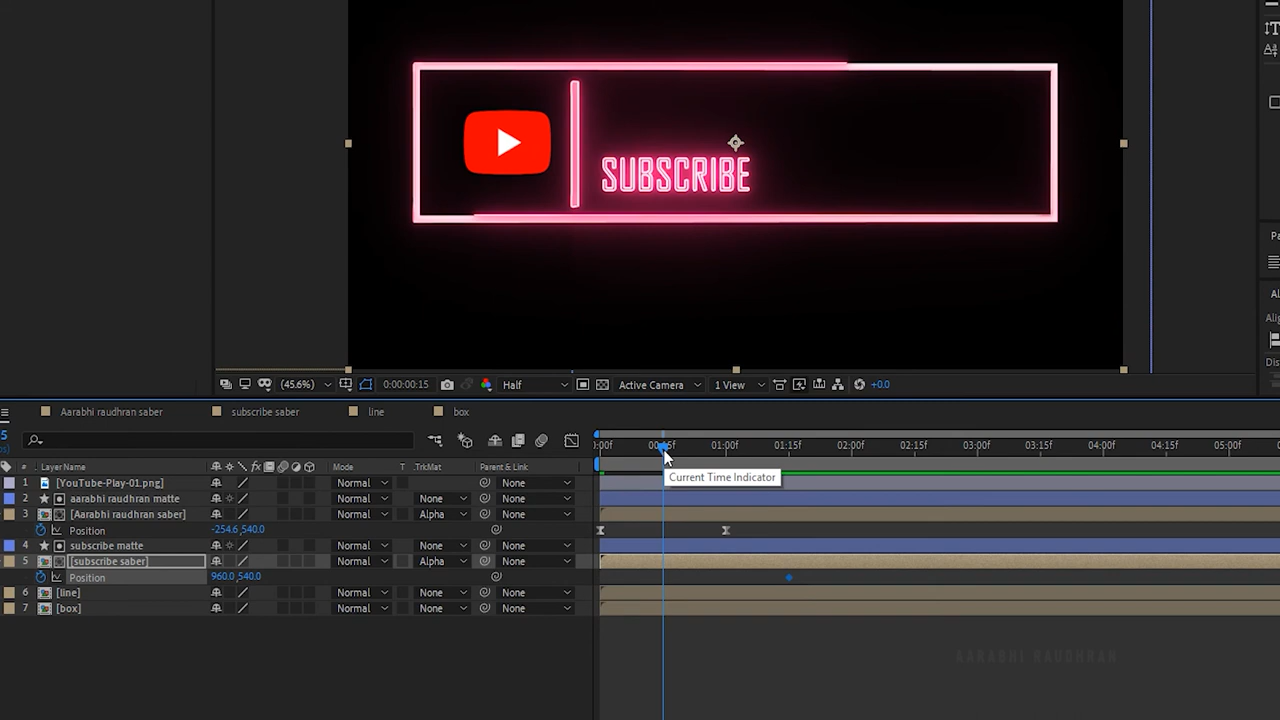 SUBSCRIBE
(45.6%) 0:00:00:15 Half Active Camera 1 View +0.0
Aarabhi raudhran saber subscribe saber line box
5 :00f 00:15f 01:00f 01:15f 02:00f 02:15f 03:00f 03:15f 04:00f 04:15f 05:00f
# Layer Name fx Mode T .TrkMat Parent & Link
Current Time Indicator
1 [YouTube-Play-01.png] Normal None
2 aarabhi raudhran matte Normal None None
3 [Aarabhi raudhran saber] Normal Alpha None
Position -254.6,540.0
4 subscribe matte Normal None None
5 [subscribe saber] Normal Alpha None
Position 960.0,540.0
6 [line] Normal None None
7 [box] Normal None None
AARABHI RAUDHRAN